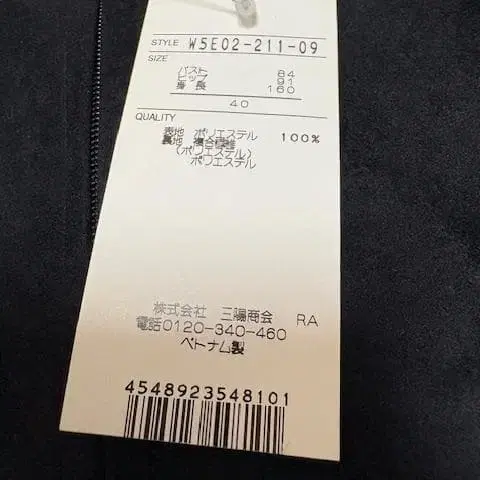 STYLE W5E02-211-09
SIZE
バスト 84
ヒップ 91
身長 160
40
QUALITY
表地 ポリエステル 100%
裏地 複合繊維
(ポリエステル)
ポリエステル
株式会社 三陽商会 RA
電話0120-340-460
ベトナム製
4548923548101